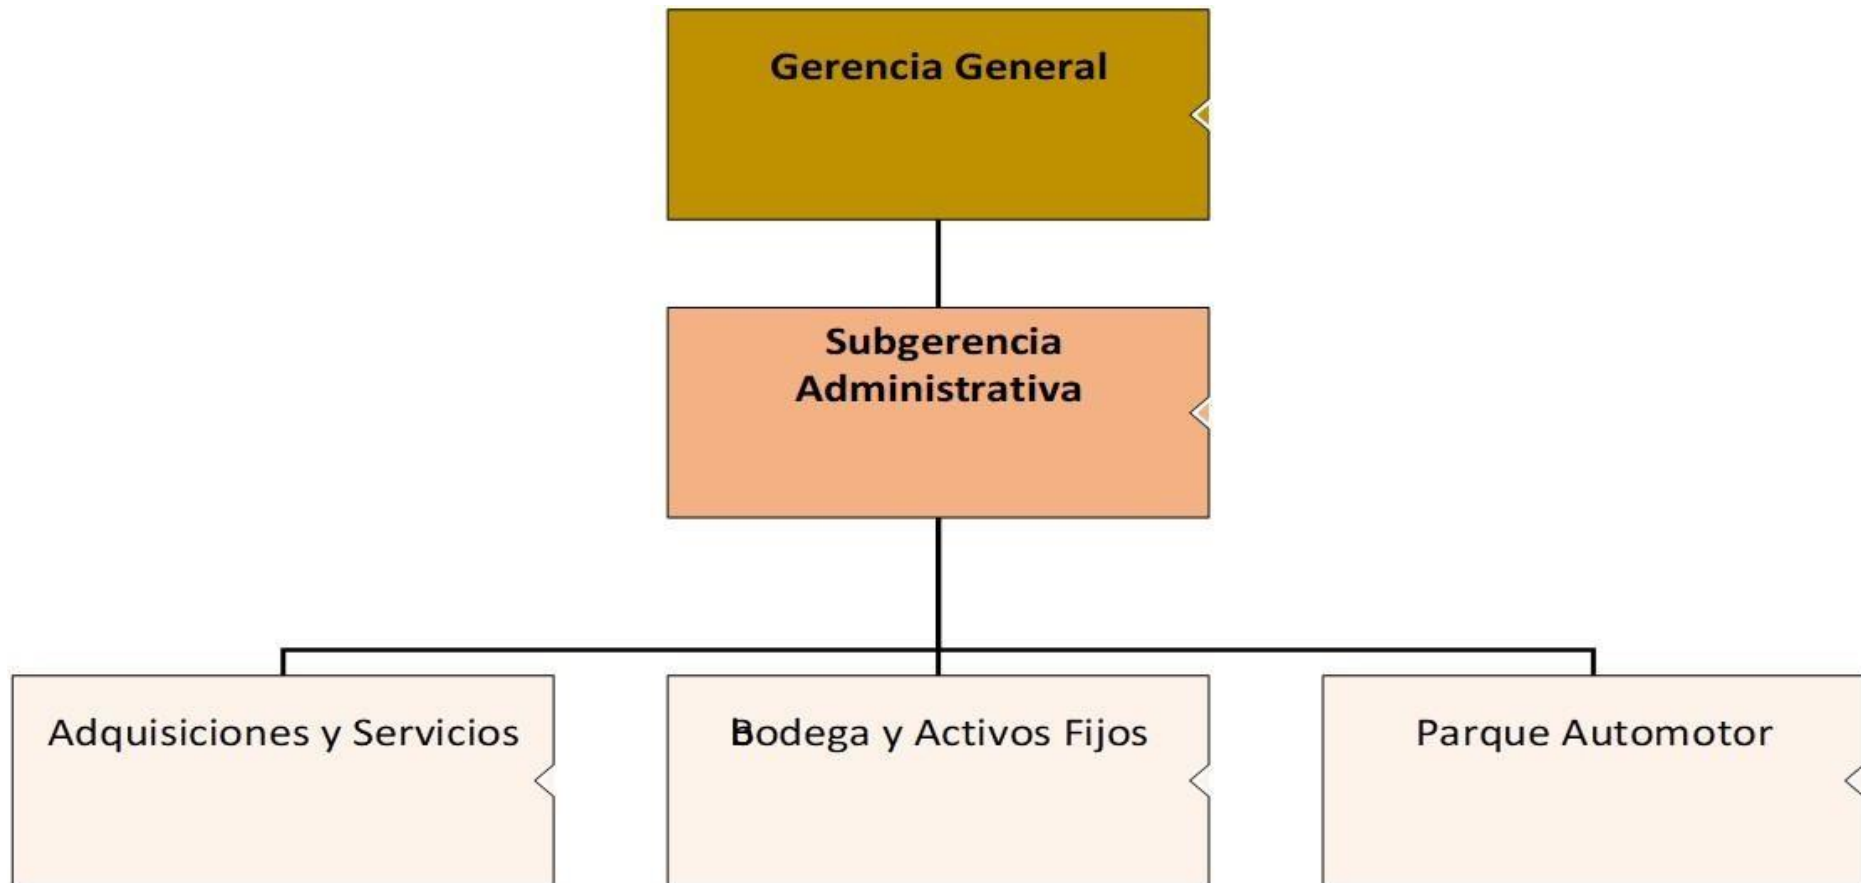 Gerencia General
Subgerencia
Administrativa
Adquisiciones y Servicios
Bodega y Activos Fijos
Parque Automotor